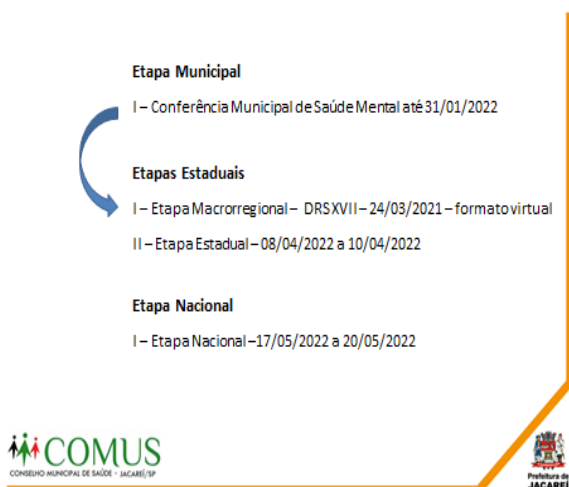 Etapa Municipal
I – Conferência Municipal de Saúde Mental até 31/01/2022
Etapas Estaduais
I – Etapa Macrorregional – DRS XVII – 24/03/2021 – formato virtual
II – Etapa Estadual – 08/04/2022 a 10/04/2022
Etapa Nacional
I – Etapa Nacional – 17/05/2022 a 20/05/2022
COMUS
CONSELHO MUNICIPAL DE SAÚDE - JACAREÍ/SP
Prefeitura de
JACAREÍ